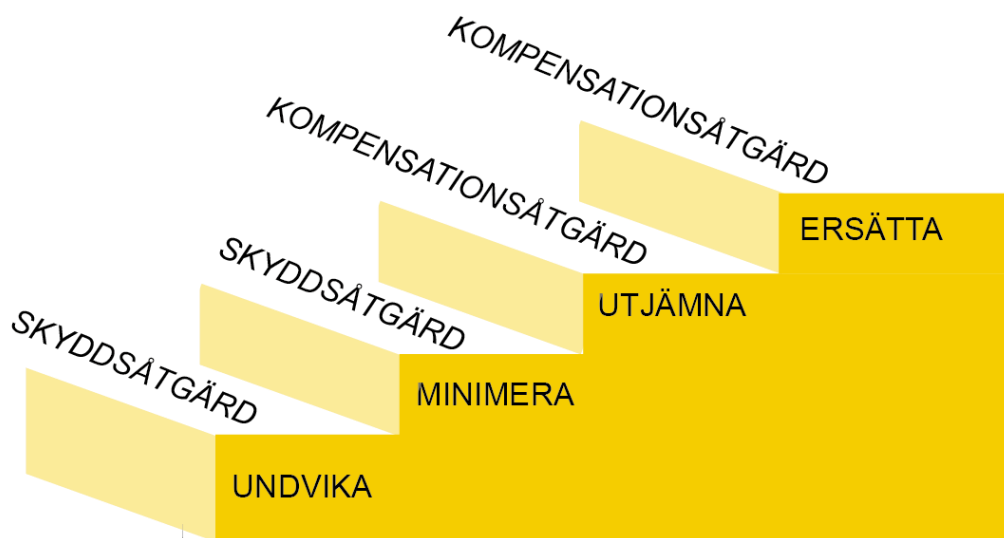 KOMPENSATIONSÅTGÄRD
ERSÄTTA
KOMPENSATIONSÅTGÄRD
UTJÄMNA
SKYDDSÅTGÄRD
MINIMERA
SKYDDSÅTGÄRD
UNDVIKA